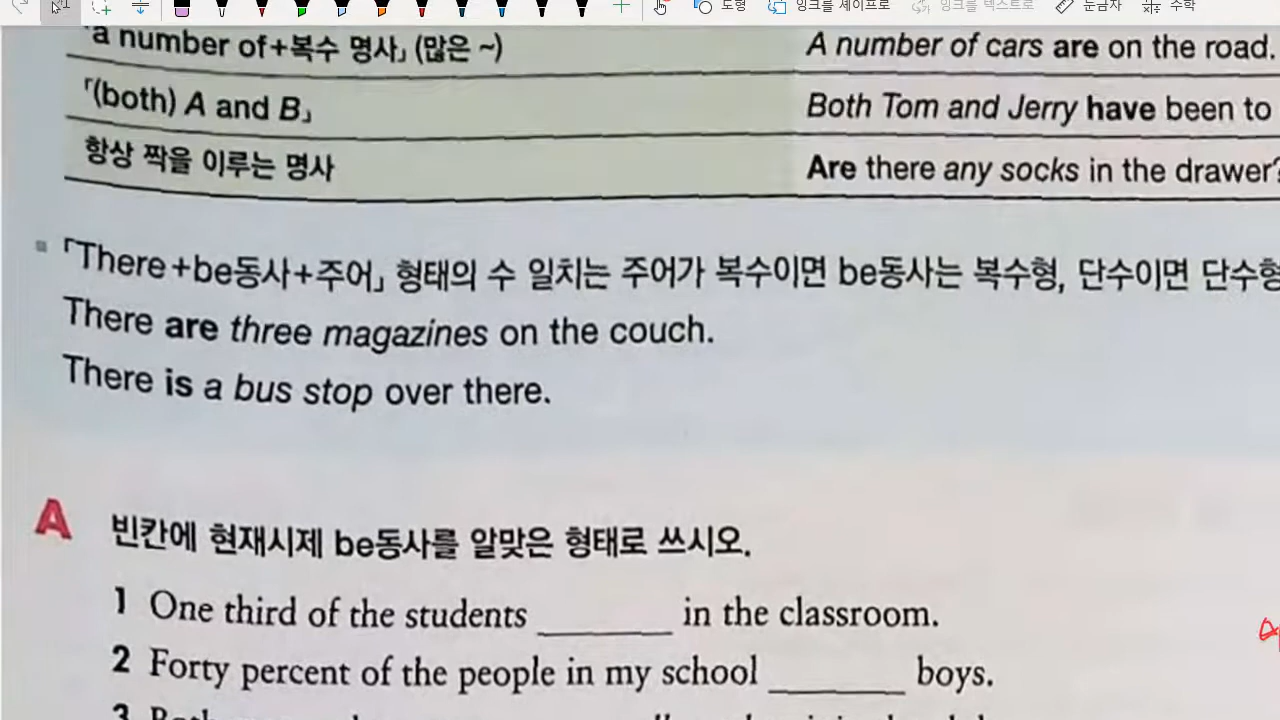 도형 잉크를 셰이프로 잉크를 텍스트로 눈금자 수학
「a number of+복수 명사」 (많은 ~) A number of cars are on the road.
「(both) A and B」 Both Tom and Jerry have been to
항상 짝을 이루는 명사 Are there any socks in the drawer?
「There+be동사+주어」 형태의 수 일치는 주어가 복수이면 be동사는 복수형, 단수이면 단수형
There are three magazines on the couch.
There is a bus stop over there.
A 빈칸에 현재시제 be동사를 알맞은 형태로 쓰시오.
1 One third of the students ______ in the classroom.
2 Forty percent of the people in my school ______ boys.
3